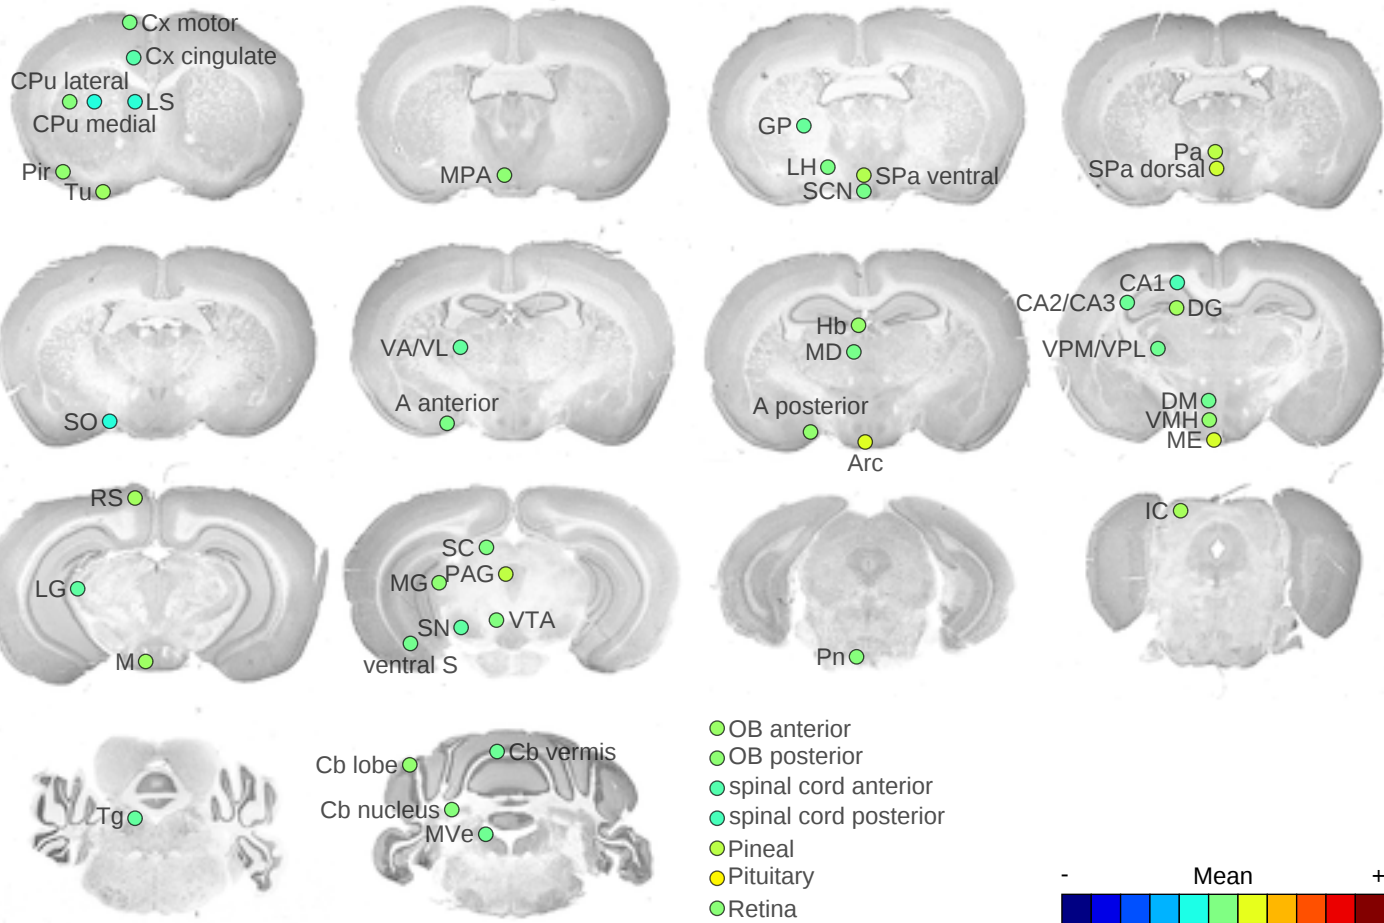 Cx motor
Cx cingulate
CPu lateral
LS
CPu medial
Pir
Tu
MPA
GP
LH
SPa ventral
SCN
Pa
SPa dorsal
SO
VA/VL
A anterior
Hb
MD
A posterior
Arc
CA1
CA2/CA3
DG
VPM/VPL
DM
VMH
ME
RS
LG
M
SC
MG
PAG
SN
VTA
ventral S
Pn
IC
Tg
Cb lobe
Cb vermis
Cb nucleus
MVe
OB anterior
OB posterior
spinal cord anterior
spinal cord posterior
Pineal
Pituitary
Retina
- Mean +